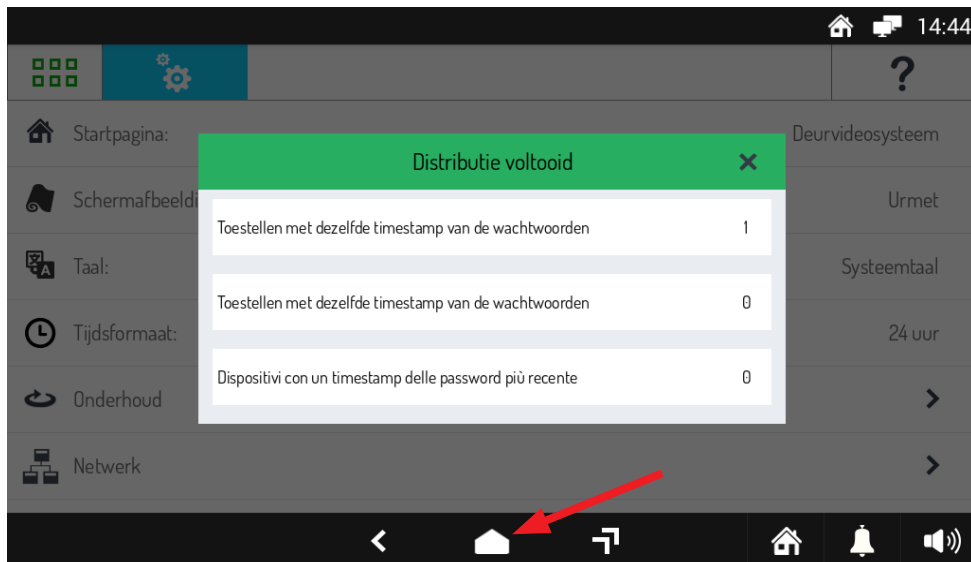 14:44
?
Startpagina:
Deurvideosysteem
Distributie voltooid
Schermafbeeldi
Urmet
Toestellen met dezelfde timestamp van de wachtwoorden 1
Taal:
Systeemtaal
Toestellen met dezelfde timestamp van de wachtwoorden 0
Tijdsformaat:
24 uur
Dispositivi con un timestamp delle password più recente 0
Onderhoud
Netwerk